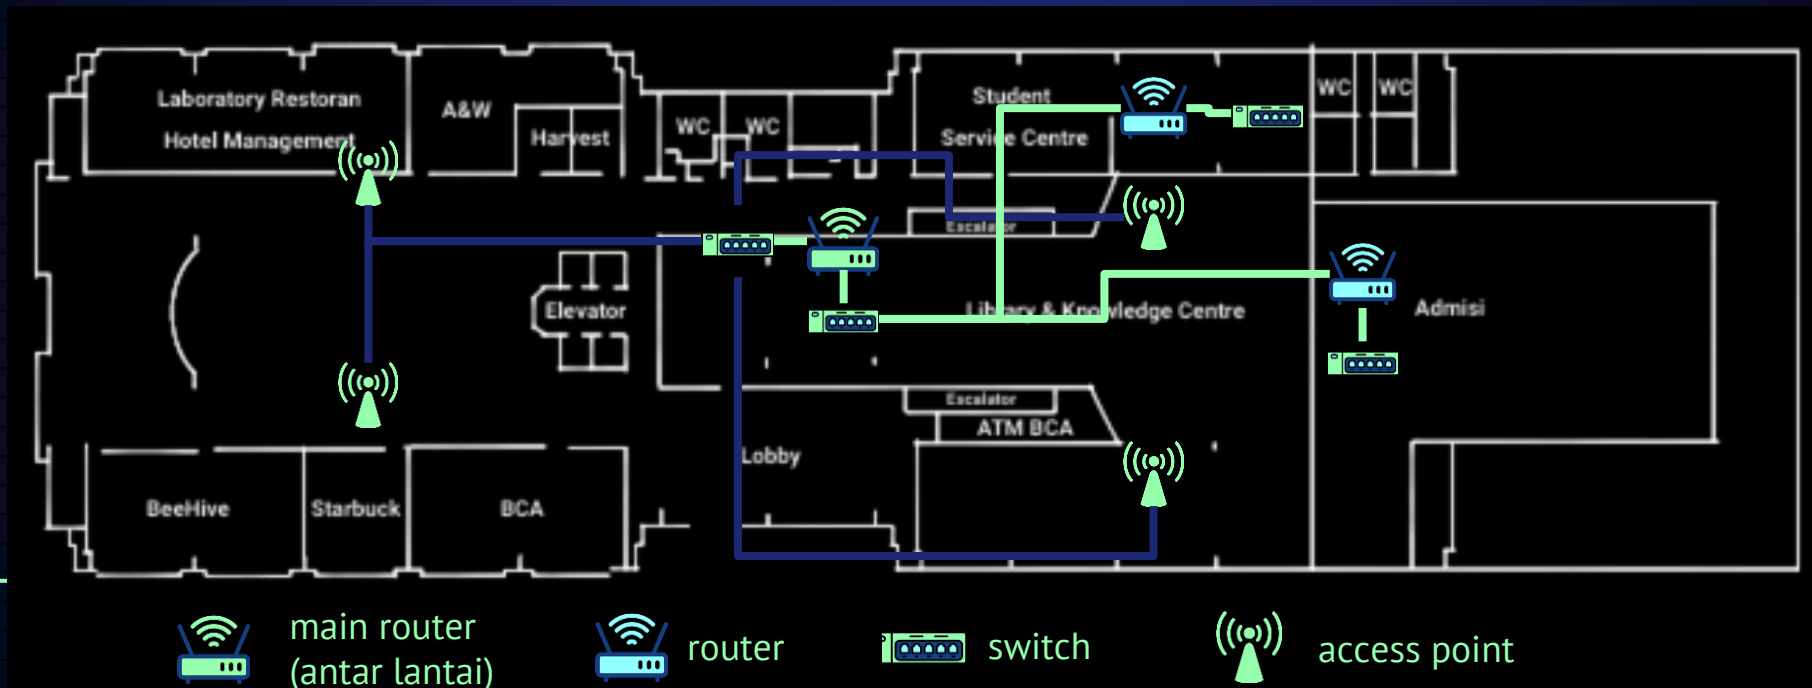 Laboratory Restoran
Hotel Management
A&W
Harvest
WC
WC
Student
Service Centre
WC
WC
Escalator
Elevator
Library & Knowledge Centre
Admisi
Escalator
ATM BCA
Lobby
BeeHive
Starbuck
BCA
main router
(antar lantai)
router
switch
access point